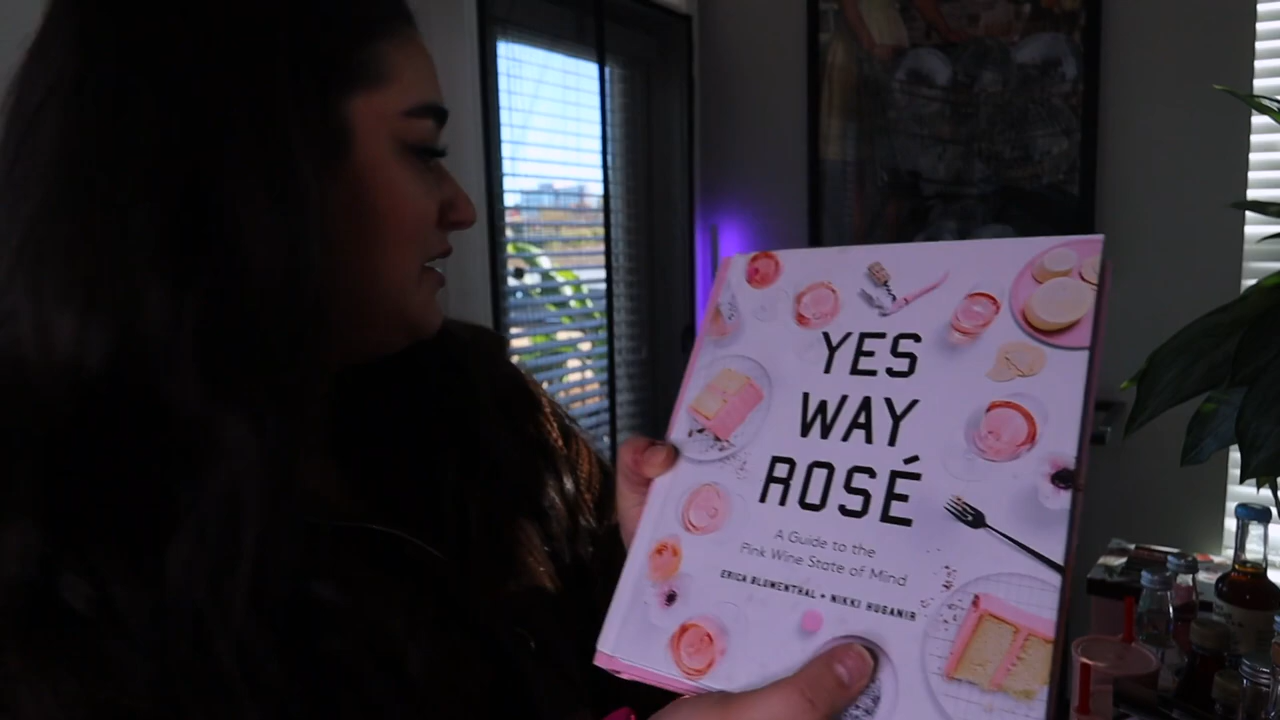 YES
WAY
ROSÉ
A Guide to the
Pink Wine State of Mind
ERICA BLUMENTHAL + NIKKI HUGANIR